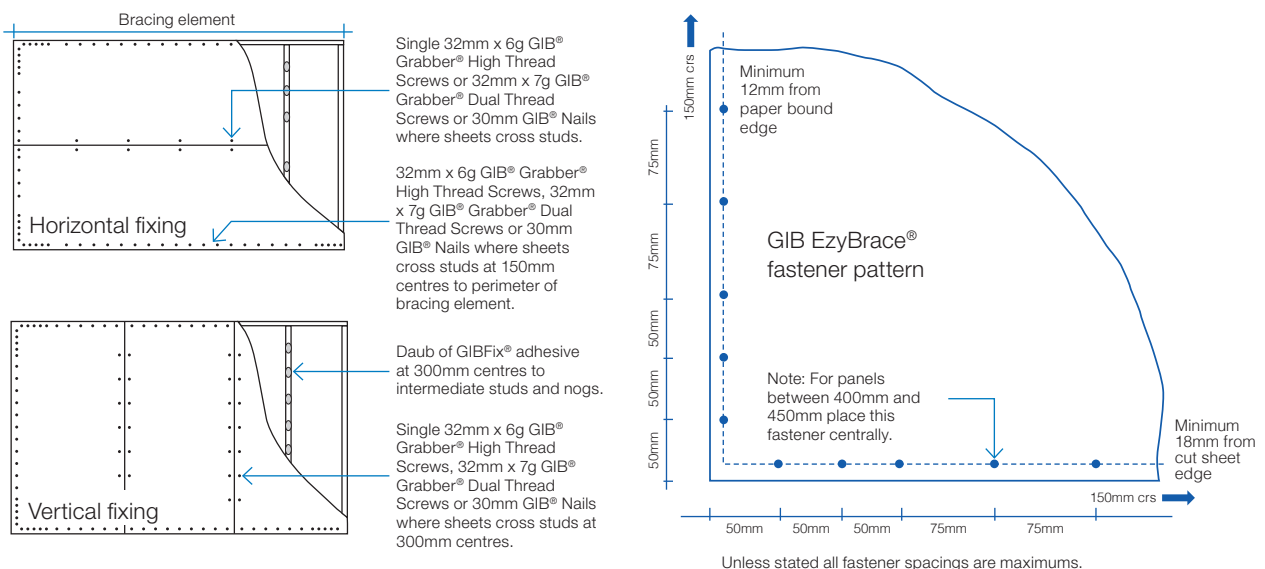 Bracing element
Single 32mm x 6g GIB®
Grabber® High Thread
Screws or 32mm x 7g GIB®
Grabber® Dual Thread
Screws or 30mm GIB® Nails
where sheets cross studs.
32mm x 6g GIB® Grabber®
High Thread Screws, 32mm
x 7g GIB® Grabber® Dual
Thread Screws or 30mm
GIB® Nails where sheets
cross studs at 150mm
centres to perimeter of
bracing element.
Horizontal fixing
Daub of GIBFix® adhesive
at 300mm centres to
intermediate studs and nogs.
Single 32mm x 6g GIB®
Grabber® High Thread
Screws, 32mm x 7g GIB®
Grabber® Dual Thread
Screws or 30mm GIB® Nails
where sheets cross studs at
300mm centres.
Vertical fixing
150mm crs
Minimum
12mm from
paper bound
edge
75mm
75mm
50mm
50mm
50mm
GIB EzyBrace®
fastener pattern
Note: For panels
between 400mm and
450mm place this
fastener centrally.
Minimum
18mm from
cut sheet
edge
150mm crs
50mm
50mm
50mm
75mm
75mm
Unless stated all fastener spacings are maximums.